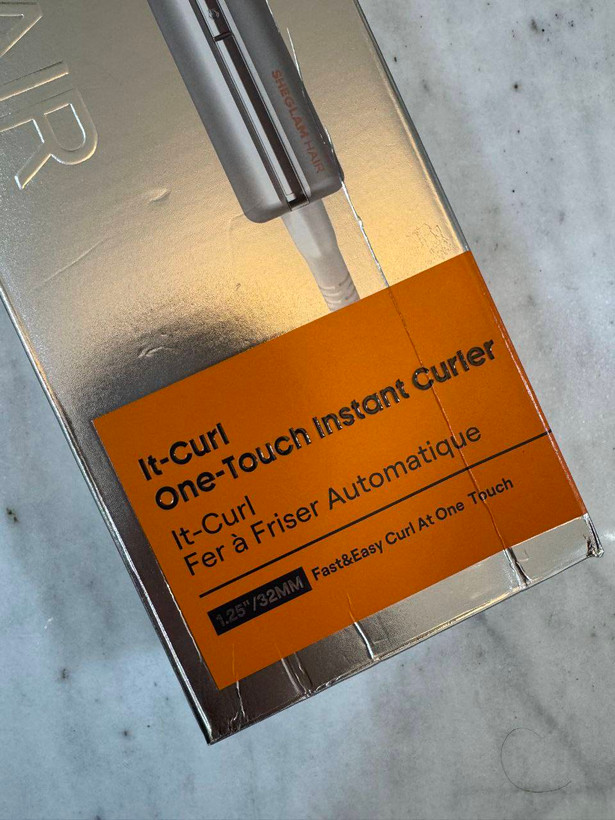 AIR
SHEGLAM HAIR
It-Curl
One-Touch Instant Curler
It-Curl
Fer à Friser Automatique
1.25"/32MM Fast&Easy Curl At One Touch